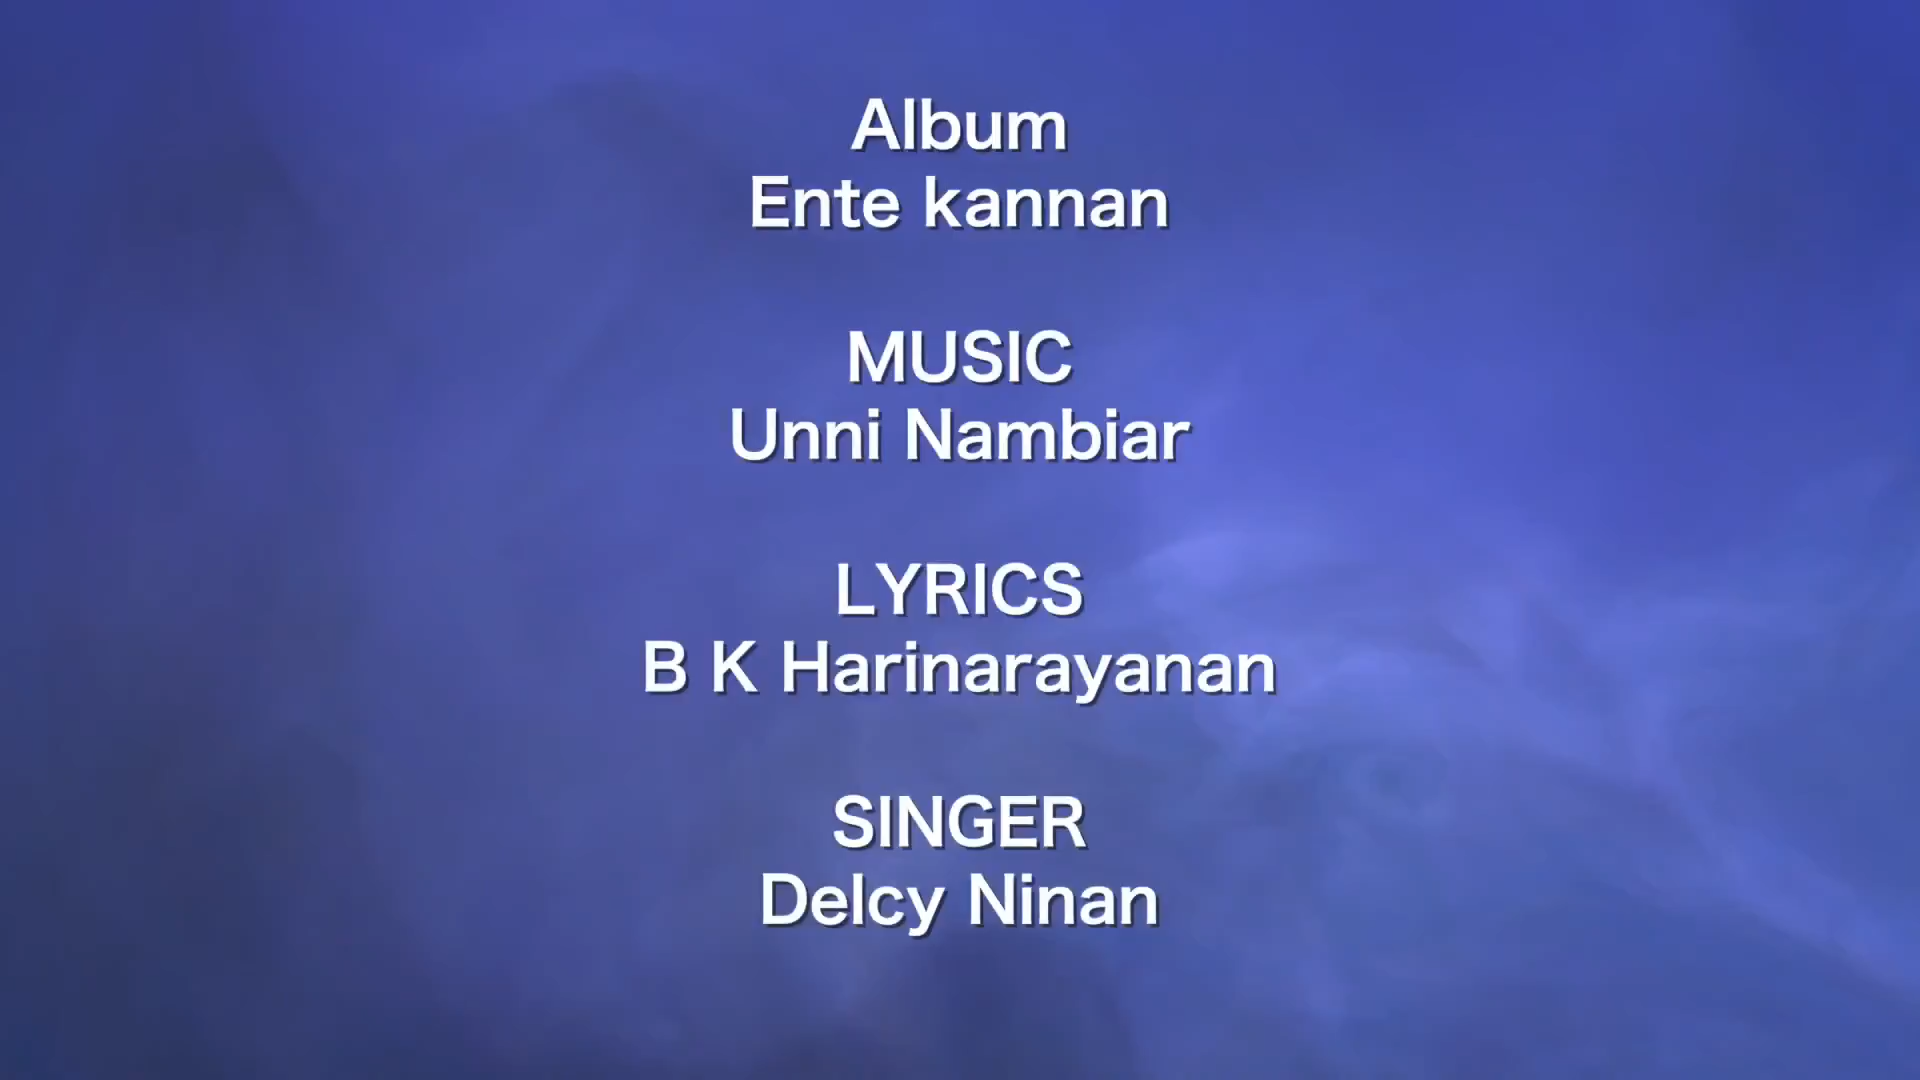 Album
Ente kannan
MUSIC
Unni Nambiar
LYRICS
B K Harinarayanan
SINGER
Delcy Ninan